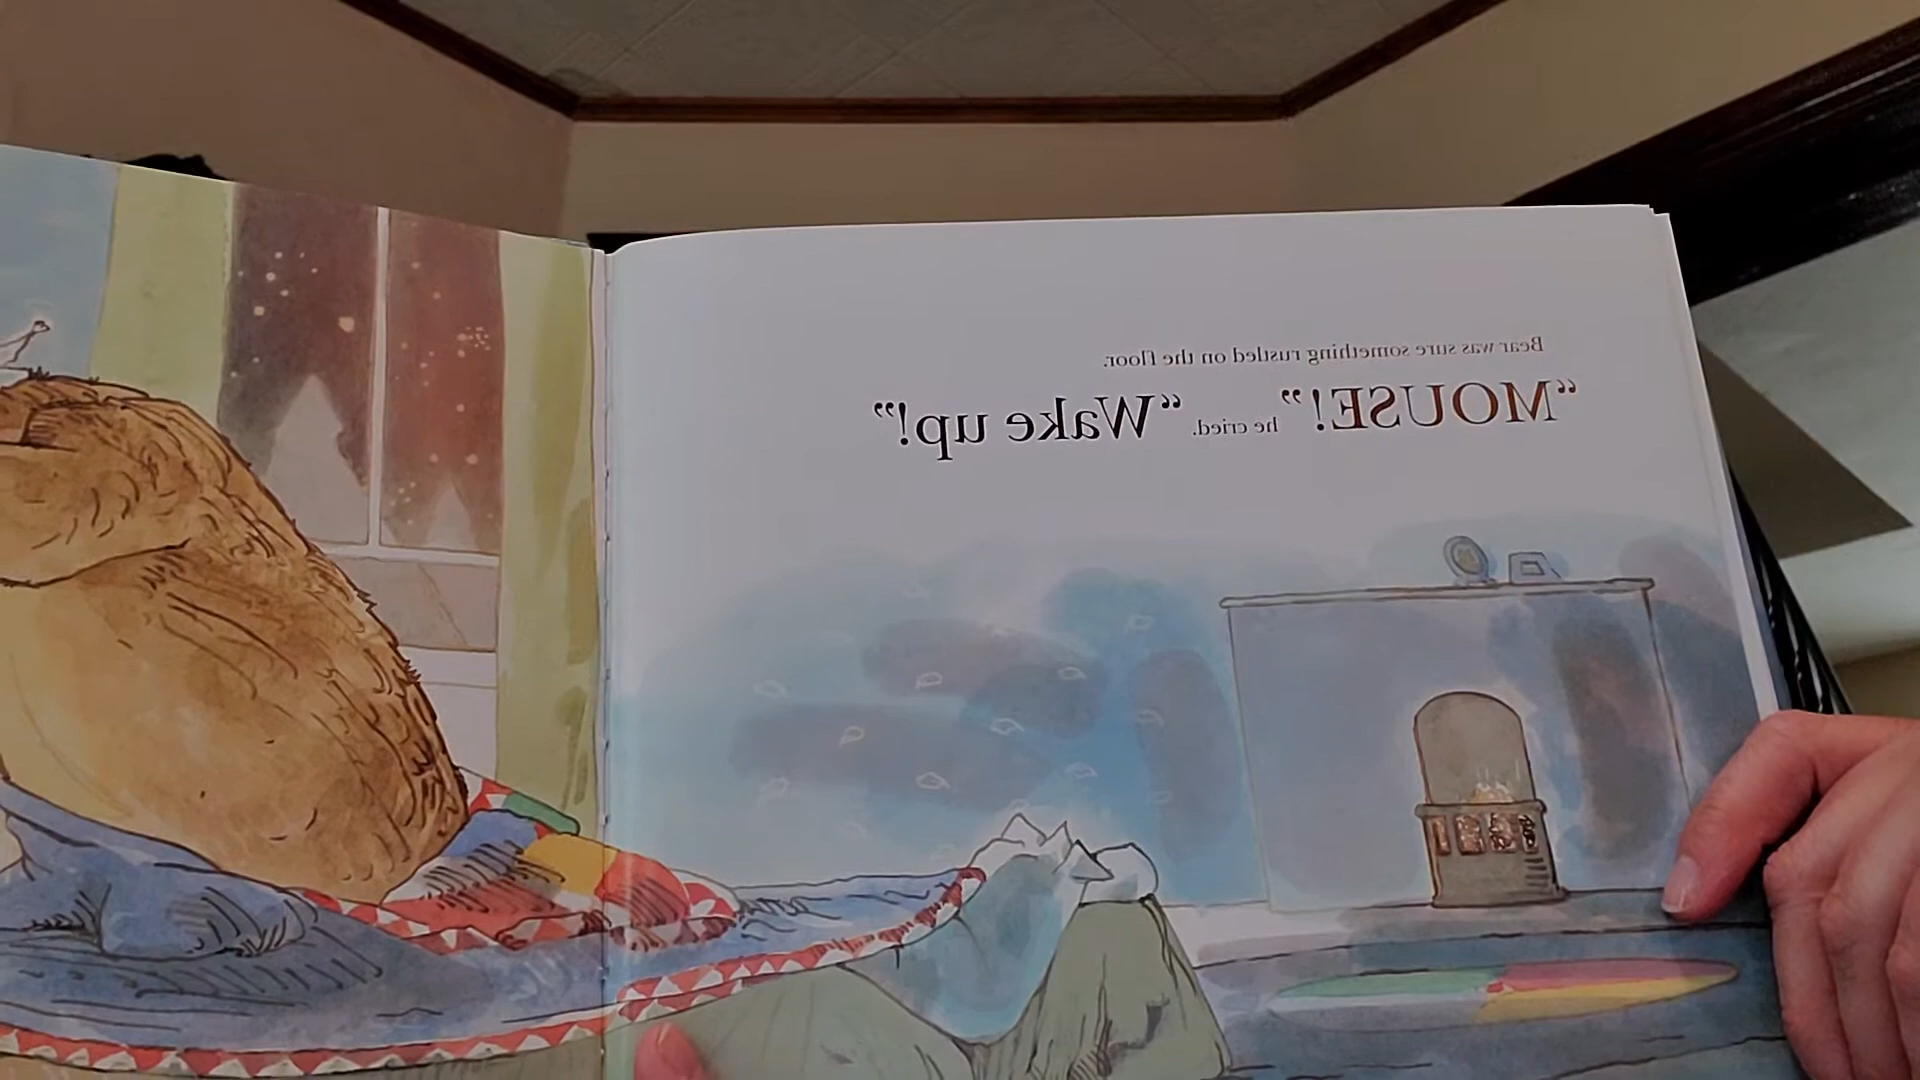 Bear was sure something rustled on the floor.
“MOUSE!” he cried. “Wake up!”